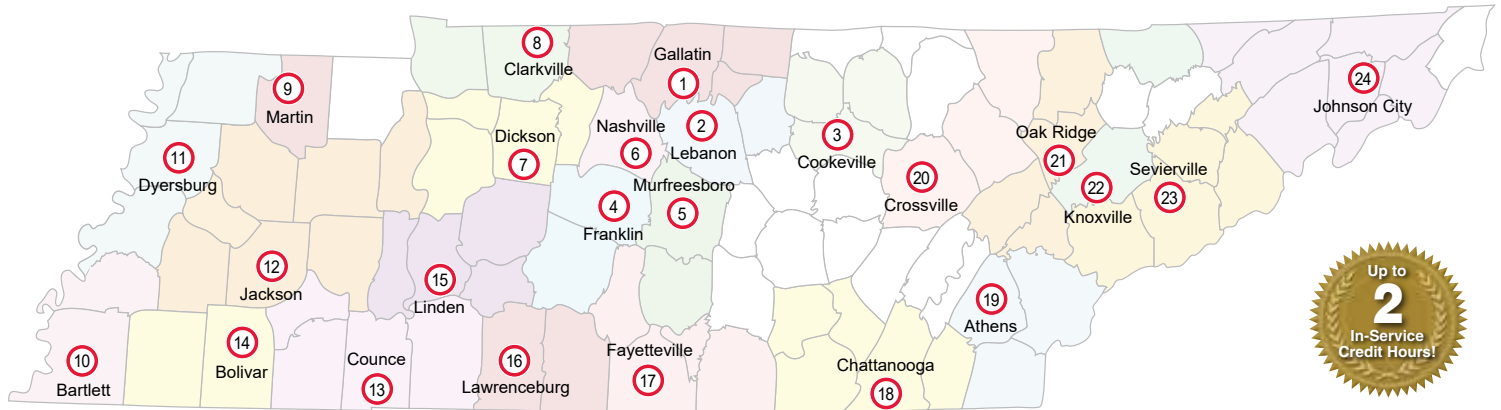 8
Clarkville
Gallatin
1
9
Martin
24
Johnson City
Nashville
6
2
Lebanon
3
Cookeville
Dickson
7
Oak Ridge
21
11
Dyersburg
Sevierville
23
22
Knoxville
20
Crossville
Murfreesboro
5
4
Franklin
12
Jackson
15
Linden
19
Athens
Up to
2
In-Service
Credit Hours!
10
Bartlett
14
Bolivar
Counce
13
16
Lawrenceburg
Fayetteville
17
Chattanooga
18